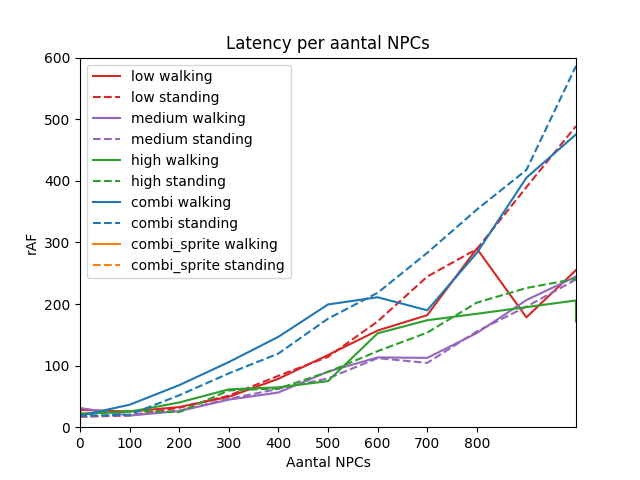 Latency per aantal NPCs
600
500
400
300
200
100
0
rAF
low walking
low standing
medium walking
medium standing
high walking
high standing
combi walking
combi standing
combi_sprite walking
combi_sprite standing
0 100 200 300 400 500 600 700 800
Aantal NPCs